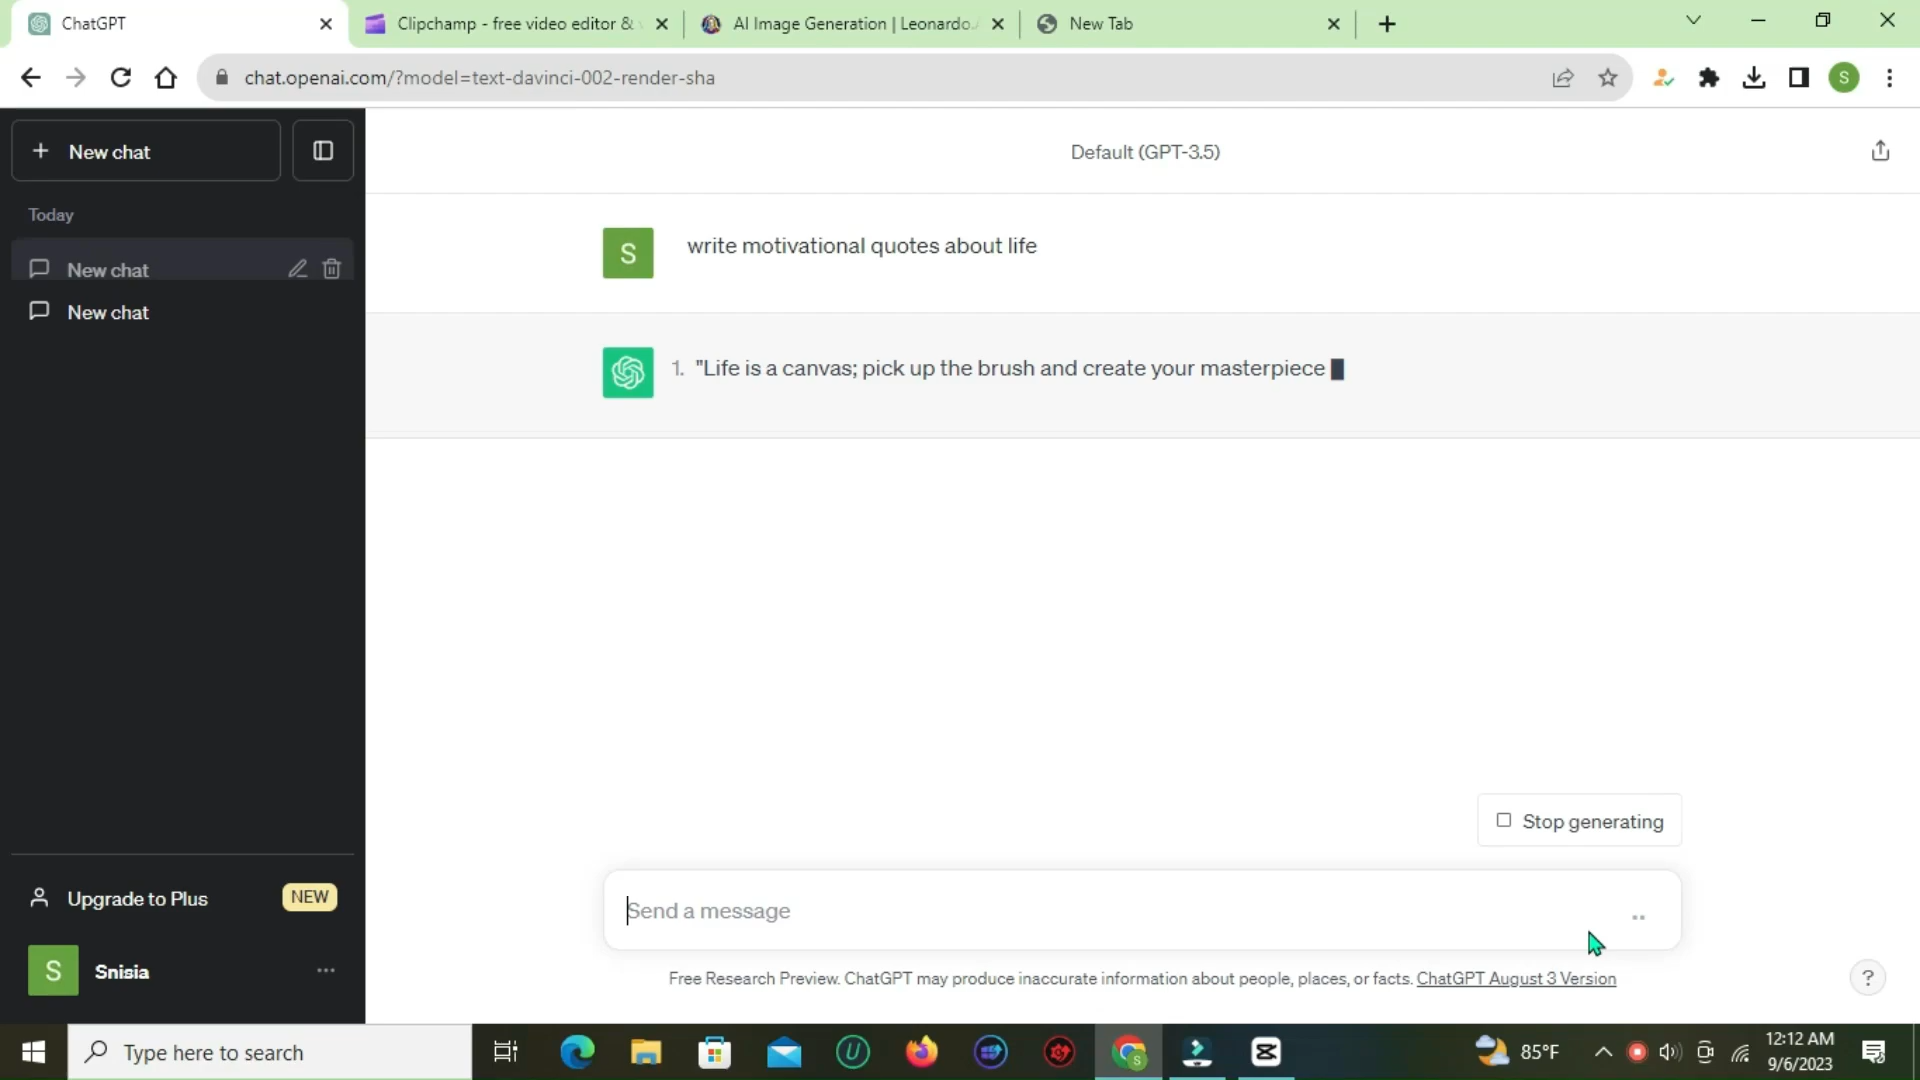 ChatGPT
Clipchamp - free video editor &
AI Image Generation | Leonardo.
New Tab
chat.openai.com/?model=text-davinci-002-render-sha
S
New chat
Default (GPT-3.5)
Today
New chat
New chat
S
write motivational quotes about life
1. "Life is a canvas; pick up the brush and create your masterpiece
Stop generating
Upgrade to Plus
NEW
Send a message
S
Snisia
Free Research Preview. ChatGPT may produce inaccurate information about people, places, or facts. ChatGPT August 3 Version
?
Type here to search
U
S
85°F
12:12 AM
9/6/2023